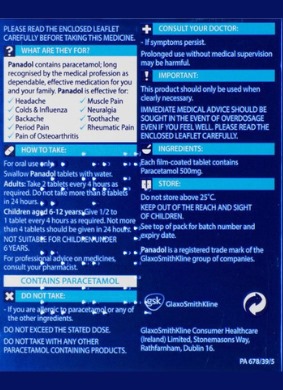 PLEASE READ THE ENCLOSED LEAFLET
CAREFULLY BEFORE TAKING THIS MEDICINE.
? WHAT ARE THEY FOR?
Panadol contains paracetamol; long
recognised by the medical profession as
dependable, effective medication for you
and your family. Panadol is effective for:
✓ Headache ✓ Muscle Pain
✓ Colds & Influenza ✓ Neuralgia
✓ Backache ✓ Toothache
✓ Period Pain ✓ Rheumatic Pain
✓ Pain of Osteoarthritis
HOW TO TAKE:
For oral use only
Swallow Panadol tablets with water.
Adults: Take 2 tablets every 4 hours as
required. Do not take more than 8 tablets
in 24 hours.
Children aged 6-12 years: Give 1/2 to
1 tablet every 4 hours as required. Not more
than 4 tablets should be given in 24 hours.
NOT SUITABLE FOR CHILDREN UNDER
6 YEARS.
For professional advice on medicines,
consult your pharmacist.
CONTAINS PARACETAMOL
DO NOT TAKE:
- If you are allergic to paracetamol or any of
the other ingredients.
DO NOT EXCEED THE STATED DOSE.
DO NOT TAKE WITH ANY OTHER
PARACETAMOL CONTAINING PRODUCTS.
CONSULT YOUR DOCTOR:
- If symptoms persist.
Prolonged use without medical supervision
may be harmful.
! IMPORTANT:
This product should only be used when
clearly necessary.
IMMEDIATE MEDICAL ADVICE SHOULD BE
SOUGHT IN THE EVENT OF OVERDOSAGE
EVEN IF YOU FEEL WELL. PLEASE READ THE
ENCLOSED LEAFLET CAREFULLY.
INGREDIENTS:
Each film-coated tablet contains
Paracetamol 500mg.
STORE:
Do not store above 25°C.
KEEP OUT OF THE REACH AND SIGHT
OF CHILDREN.
See top of pack for batch number and
expiry date.
Panadol is a registered trade mark of the
GlaxoSmithKline group of companies.
gsk GlaxoSmithKline
GlaxoSmithKline Consumer Healthcare
(Ireland) Limited, Stonemasons Way,
Rathfarnham, Dublin 16.
PA 678/39/5